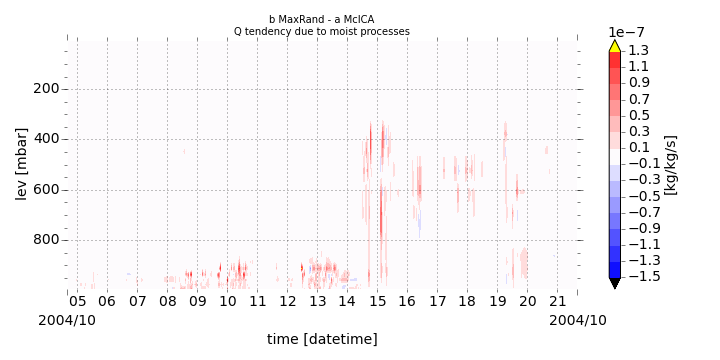 b MaxRand - a McICA
Q tendency due to moist processes
1e−7
1.3
1.1
0.9
0.7
0.5
0.3
0.1
−0.1
−0.3
−0.5
−0.7
−0.9
−1.1
−1.3
−1.5
[kg/kg/s]
lev [mbar]
200
400
600
800
05 06 07 08 09 10 11 12 13 14 15 16 17 18 19 20 21
2004/10 2004/10
time [datetime]